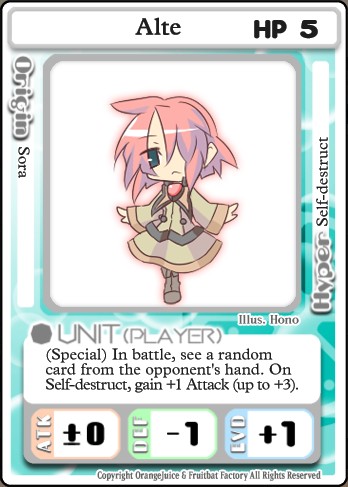 Alte
HP 5
Origin
Sora
Hyper
Self-destruct
Illus. Hono
UNIT (PLAYER)
(Special) In battle, see a random
card from the opponent's hand. On
Self-destruct, gain +1 Attack (up to +3).
ATK ±0
DEF -1
EVD +1
Copyright Orangejuice & Fruitbat Factory All Rights Reserved